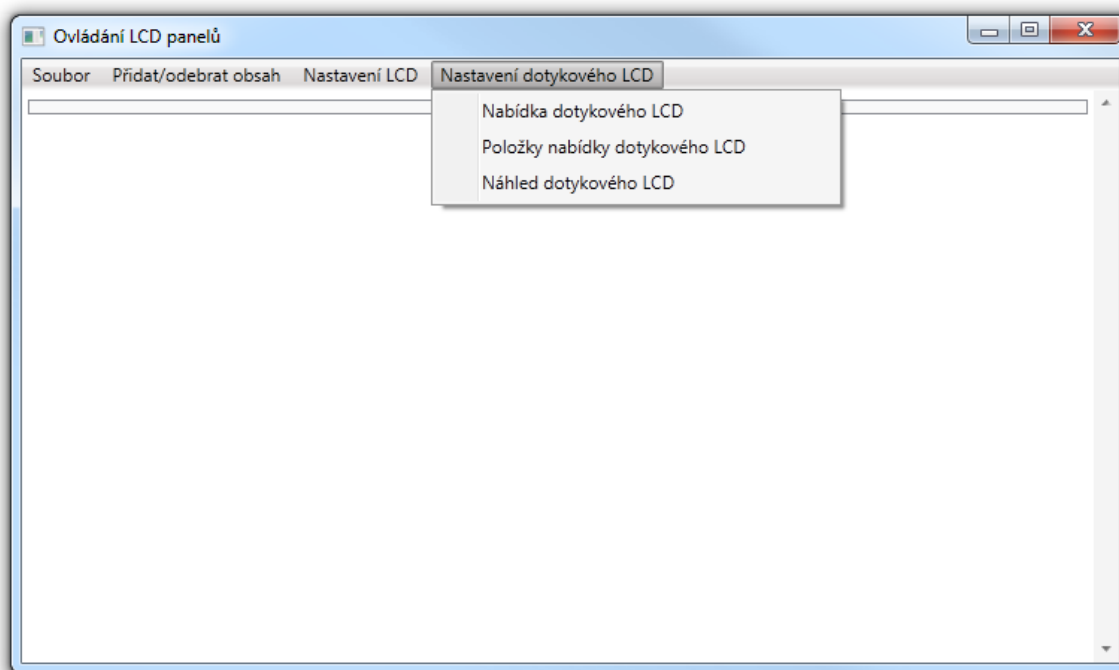 Ovládání LCD panelů
Soubor Přidat/odebrat obsah Nastavení LCD Nastavení dotykového LCD
Nabídka dotykového LCD
Položky nabídky dotykového LCD
Náhled dotykového LCD